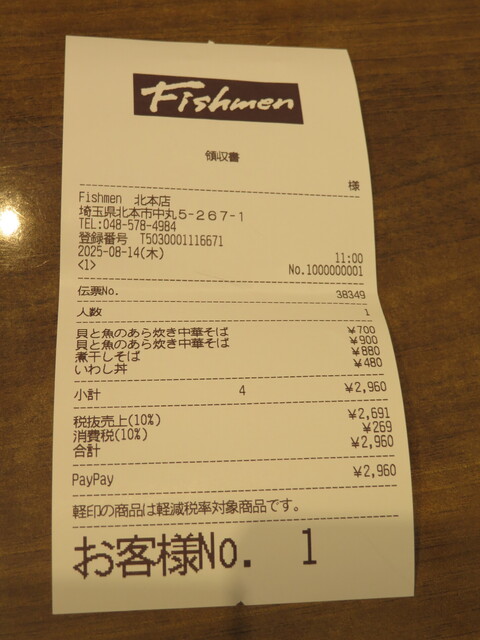 Fishmen
領収書
様
Fishmen 北本店
埼玉県北本市中丸5-267-1
TEL:048-578-4984
登録番号 T5030001116671
2025-08-14(木) 11:00
<1> No.1000000001
伝票No. 38349
人数 1
貝と魚のあら炊き中華そば ¥700
貝と魚のあら炊き中華そば ¥900
煮干しそば ¥880
いわし丼 ¥480
小計 4 ¥2,960
税抜売上(10%) ¥2,691
消費税(10%) ¥269
合計 ¥2,960
PayPay ¥2,960
軽印の商品は軽減税率対象商品です。
お客様No. 1